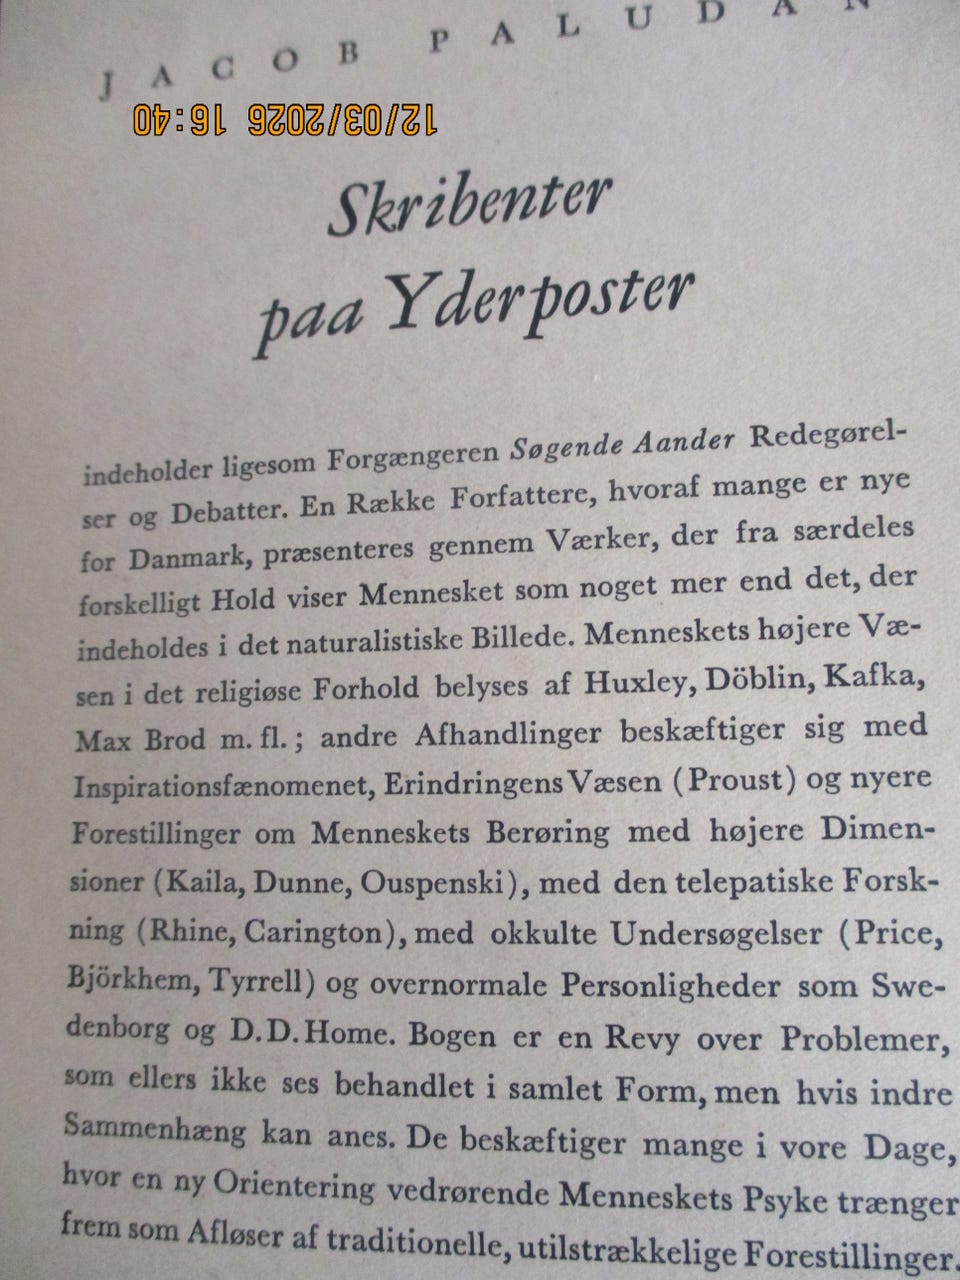 JACOB PALUDAN
12/03/2026 16:40
Skribenter
paa Yderposter
indeholder ligesom Forgængeren Søgende Aander Redegørel-
ser og Debatter. En Række Forfattere, hvoraf mange er nye
for Danmark, præsenteres gennem Værker, der fra særdeles
forskelligt Hold viser Mennesket som noget mer end det, der
indeholdes i det naturalistiske Billede. Menneskets højere Væ-
sen i det religiøse Forhold belyses af Huxley, Döblin, Kafka,
Max Brod m. fl.; andre Afhandlinger beskæftiger sig med
Inspirationsfænomenet, Erindringens Væsen (Proust) og nyere
Forestillinger om Menneskets Berøring med højere Dimen-
sioner (Kaila, Dunne, Ouspenski), med den telepatiske Forsk-
ning (Rhine, Carington), med okkulte Undersøgelser (Price,
Björkhem, Tyrrell) og overnormale Personligheder som Swe-
denborg og D.D. Home. Bogen er en Revy over Problemer,
som ellers ikke ses behandlet i samlet Form, men hvis indre
Sammenhæng kan anes. De beskæftiger mange i vore Dage,
hvor en ny Orientering vedrørende Menneskets Psyke trænger
frem som Afløser af traditionelle, utilstrækkelige Forestillinger.